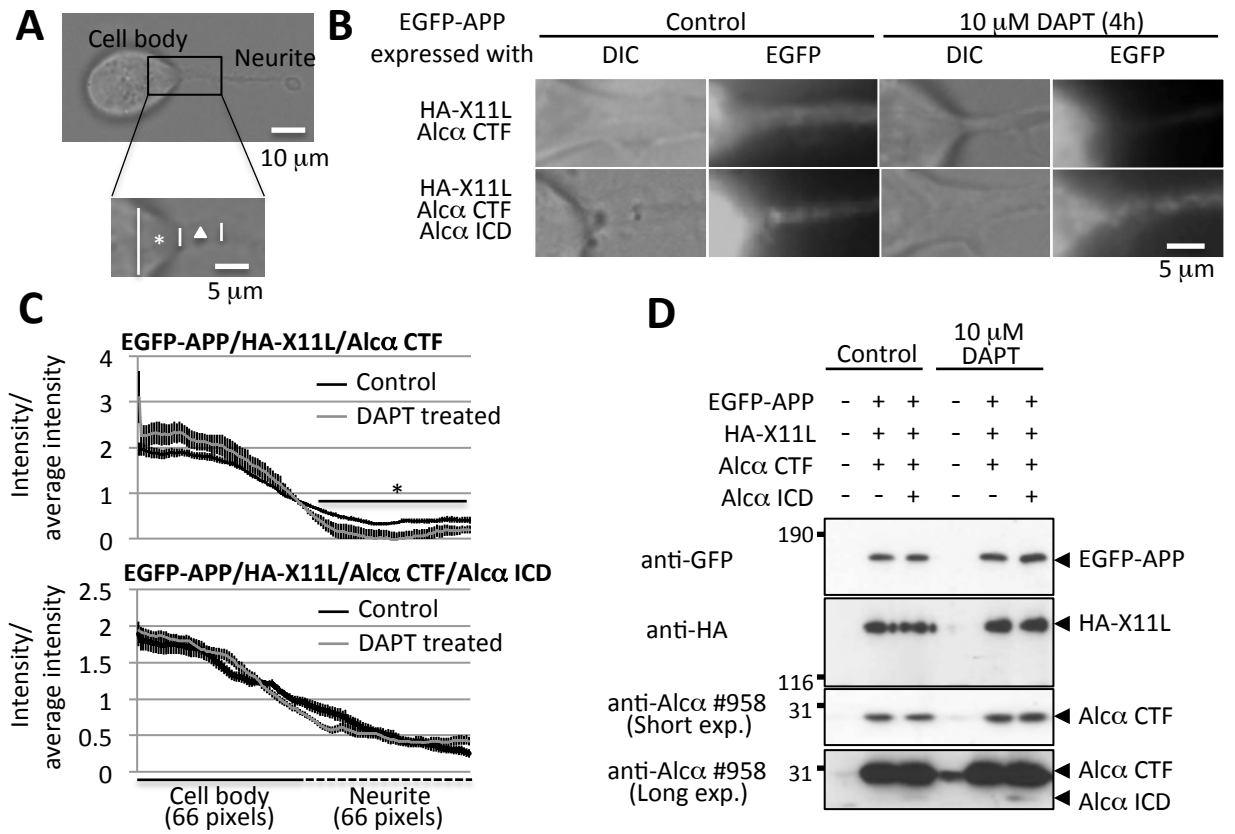 A
Cell body
Neurite
10 μm
*
5 μm
B
EGFP-APP
expressed with
Control
10 μM DAPT (4h)
DIC
EGFP
DIC
EGFP
HA-X11L
Alcα CTF
HA-X11L
Alcα CTF
Alcα ICD
5 μm
C
EGFP-APP/HA-X11L/Alcα CTF
Intensity/
average intensity
4
3
2
1
0
Control
DAPT treated
*
EGFP-APP/HA-X11L/Alcα CTF/Alcα ICD
Intensity/
average intensity
2.5
2
1.5
1
0.5
0
Control
DAPT treated
Cell body
(66 pixels)
Neurite
(66 pixels)
D
Control
10 μM
DAPT
EGFP-APP - + + - + +
HA-X11L - + + - + +
Alcα CTF - + + - + +
Alcα ICD - - + - - +
190
anti-GFP
EGFP-APP
anti-HA
HA-X11L
116
31
anti-Alcα #958
(Short exp.)
Alcα CTF
31
anti-Alcα #958
(Long exp.)
Alcα CTF
Alcα ICD